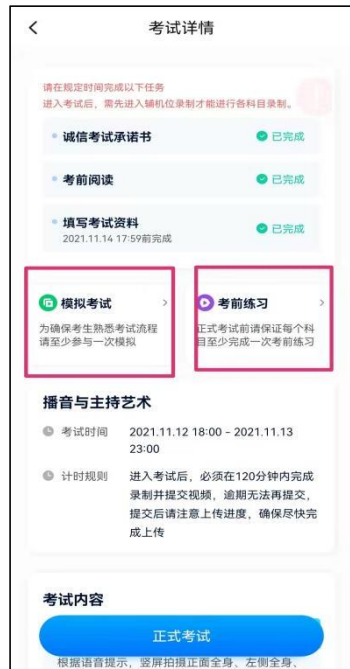 考试详情
请在规定时间完成以下任务
进入考试后，需先进入辅机位录制才能进行各科目录制。
诚信考试承诺书
已完成
考前阅读
已完成
填写考试资料
2021.11.14 17:59前完成
已完成
模拟考试
为确保考生熟悉考试流程
请至少参与一次模拟
考前练习
正式考试前请保证每个科
目至少完成一次考前练习
播音与主持艺术
考试时间
2021.11.12 18:00 - 2021.11.13
23:00
计时规则
进入考试后，必须在120分钟内完成
录制并提交视频，逾期无法再提交，
提交后请注意上传进度，确保尽快完
成上传
考试内容
正式考试
根据语音提示，竖屏拍摄正面全身、左侧全身、